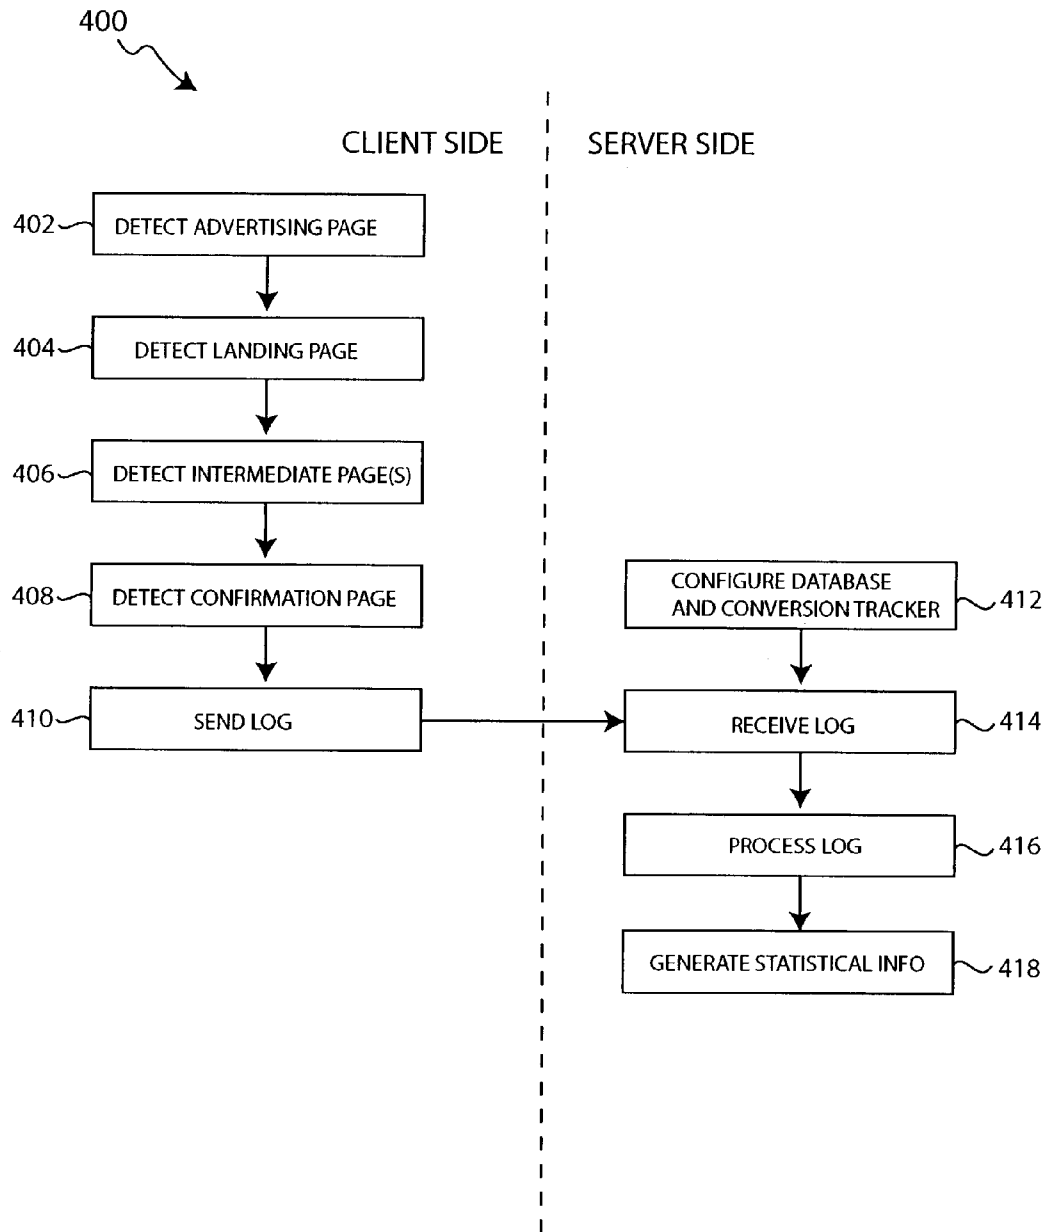 400
CLIENT SIDE
SERVER SIDE
402
DETECT ADVERTISING PAGE
404
DETECT LANDING PAGE
406
DETECT INTERMEDIATE PAGE(S)
408
DETECT CONFIRMATION PAGE
410
SEND LOG
CONFIGURE DATABASE
AND CONVERSION TRACKER
412
RECEIVE LOG
414
PROCESS LOG
416
GENERATE STATISTICAL INFO
418